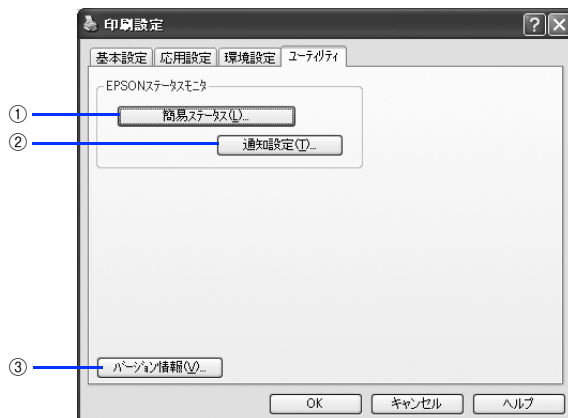 印刷設定
基本設定 応用設定 環境設定 ユーティリティ
EPSONステータスモニタ
① 簡易ステータス(L)...
② 通知設定(T)...
③ バージョン情報(V)...
OK キャンセル ヘルプ